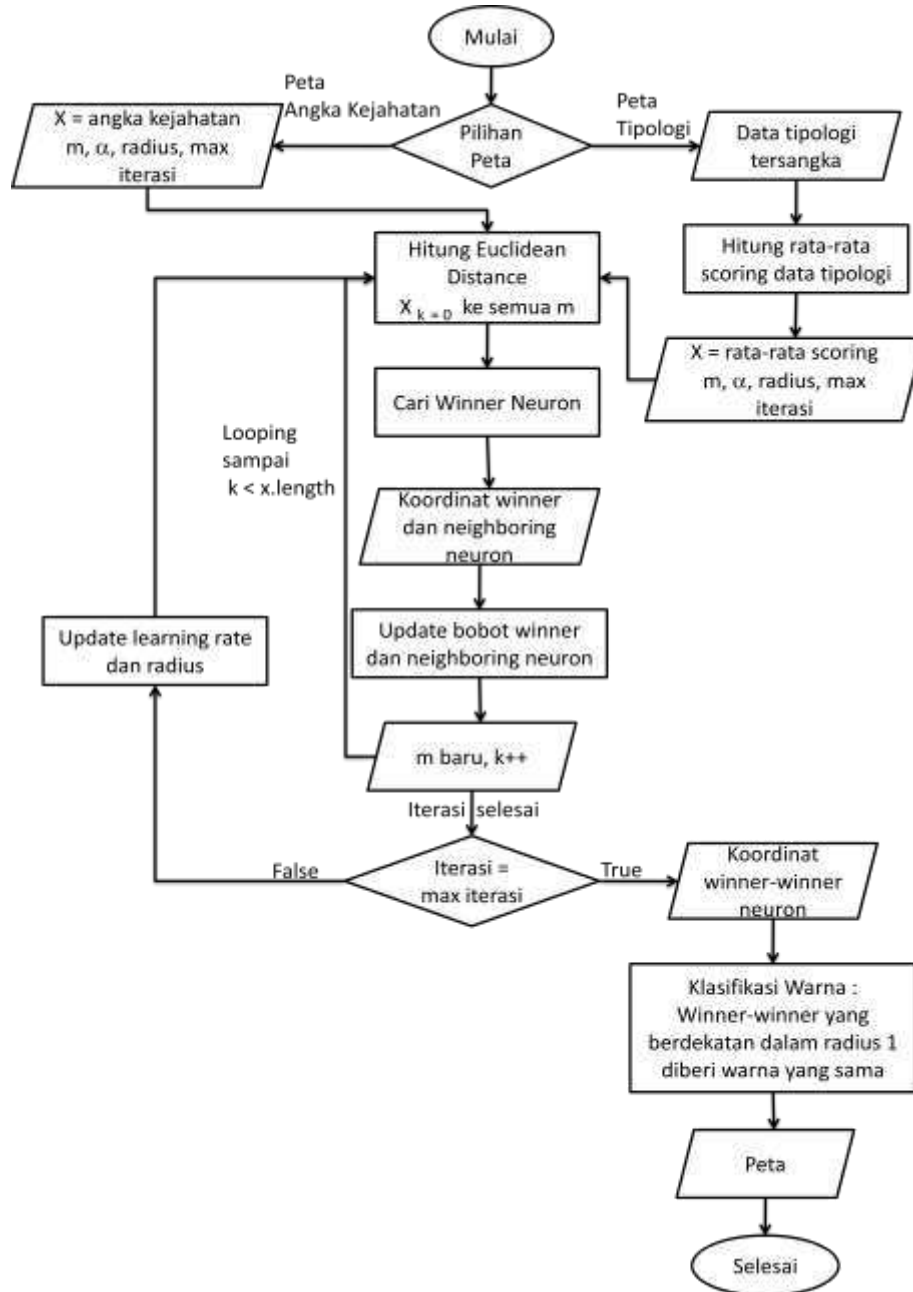 Mulai
Peta
Angka Kejahatan
Peta
Tipologi
Pilihan
Peta
X = angka kejahatan
m, α, radius, max
iterasi
Data tipologi
tersangka
Hitung Euclidean
Distance
X k = 0 ke semua m
Hitung rata-rata
scoring data tipologi
X = rata-rata scoring
m, α, radius, max
iterasi
Cari Winner Neuron
Looping
sampai
k < x.length
Koordinat winner
dan neighboring
neuron
Update bobot winner
dan neighboring neuron
Update learning rate
dan radius
m baru, k++
Iterasi selesai
False
Iterasi =
max iterasi
True
Koordinat
winner-winner
neuron
Klasifikasi Warna :
Winner-winner yang
berdekatan dalam radius 1
diberi warna yang sama
Peta
Selesai